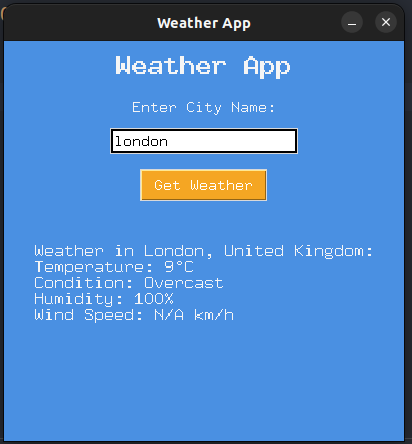 Weather App
Weather App
Enter City Name:
london
Get Weather
Weather in London, United Kingdom:
Temperature: 9°C
Condition: Overcast
Humidity: 100%
Wind Speed: N/A km/h